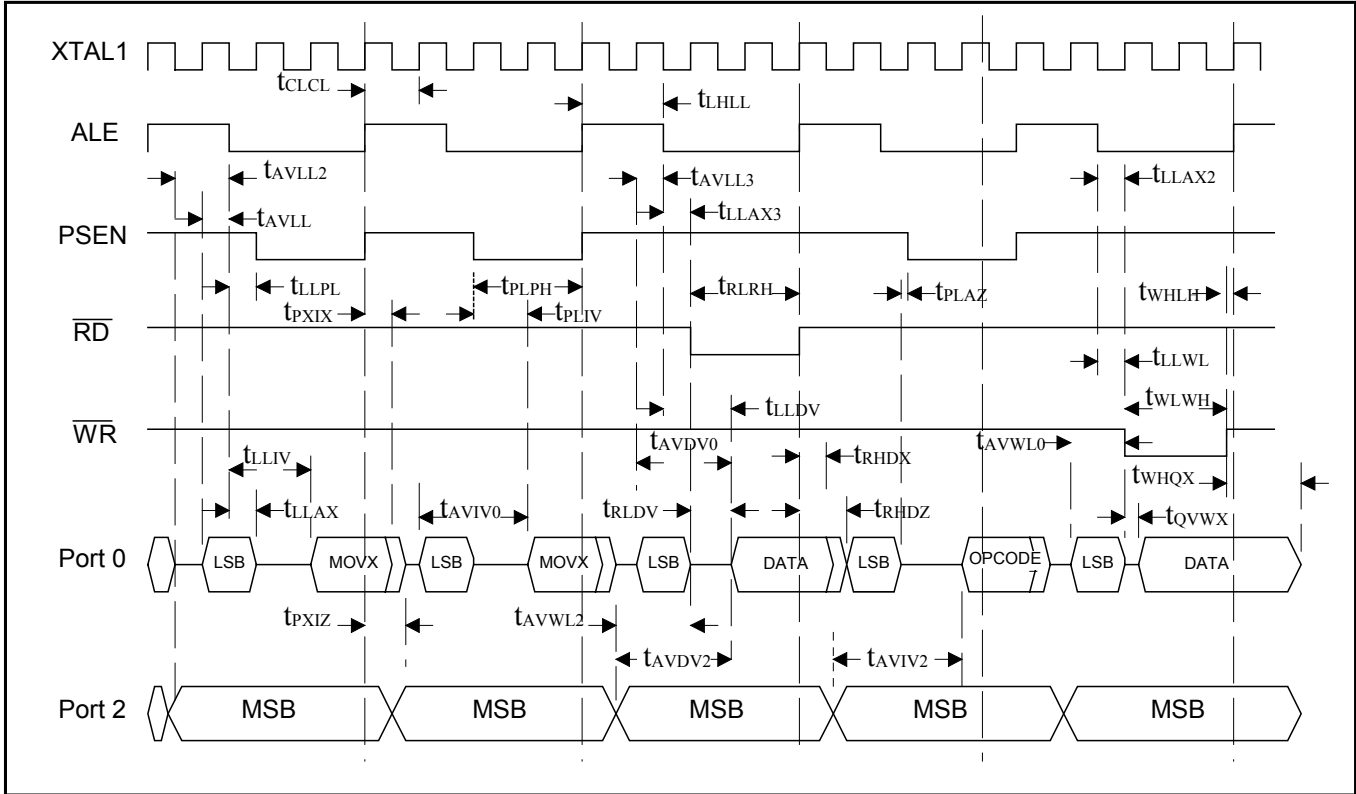 XTAL1
tCLCL
tLHLL
ALE
tAVLL2
tAVLL3
tLLAX2
tAVLL
tLLAX3
PSEN
tLLPL
tPLPH
tRLRH
tPLAZ
tWHLH
tPXIX
tPLIV
RD
tLLWL
tLLDV
tWLWH
WR
tAVDV0
tAVWL0
tLLIV
tRHDX
tWHQX
tLLAX
tAVIV0
tRLDV
tRHDZ
tQVWX
Port 0
LSB
MOVX
LSB
MOVX
LSB
DATA
LSB
OPCODE
LSB
DATA
tPXIZ
tAVWL2
tAVDV2
tAVIV2
Port 2
MSB
MSB
MSB
MSB
MSB